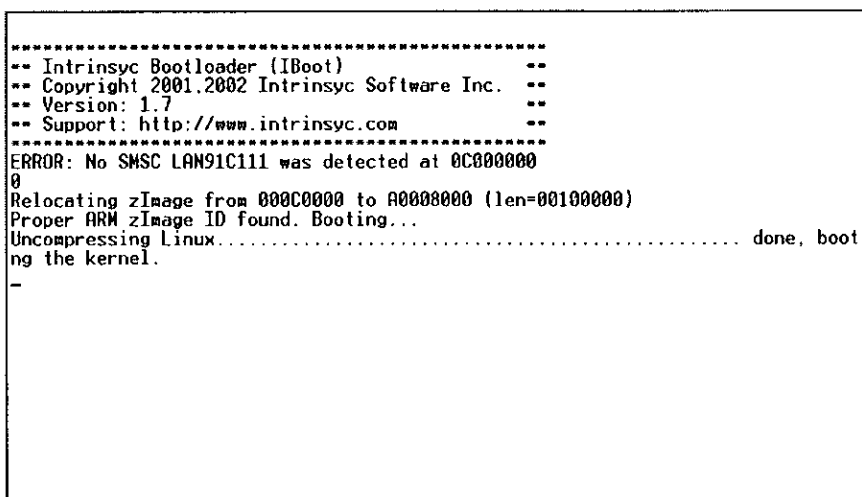 --------------------------------------------------
-- Intrinsyc Bootloader (IBoot) --
-- Copyright 2001,2002 Intrinsyc Software Inc. --
-- Version: 1.7 --
-- Support: http://www.intrinsyc.com --
--------------------------------------------------
ERROR: No SMSC LAN91C111 was detected at 0C000000
0
Relocating zImage from 000C0000 to A0008000 (len=00100000)
Proper ARM zImage ID found. Booting...
Uncompressing Linux................................................. done, boot
ng the kernel.
_